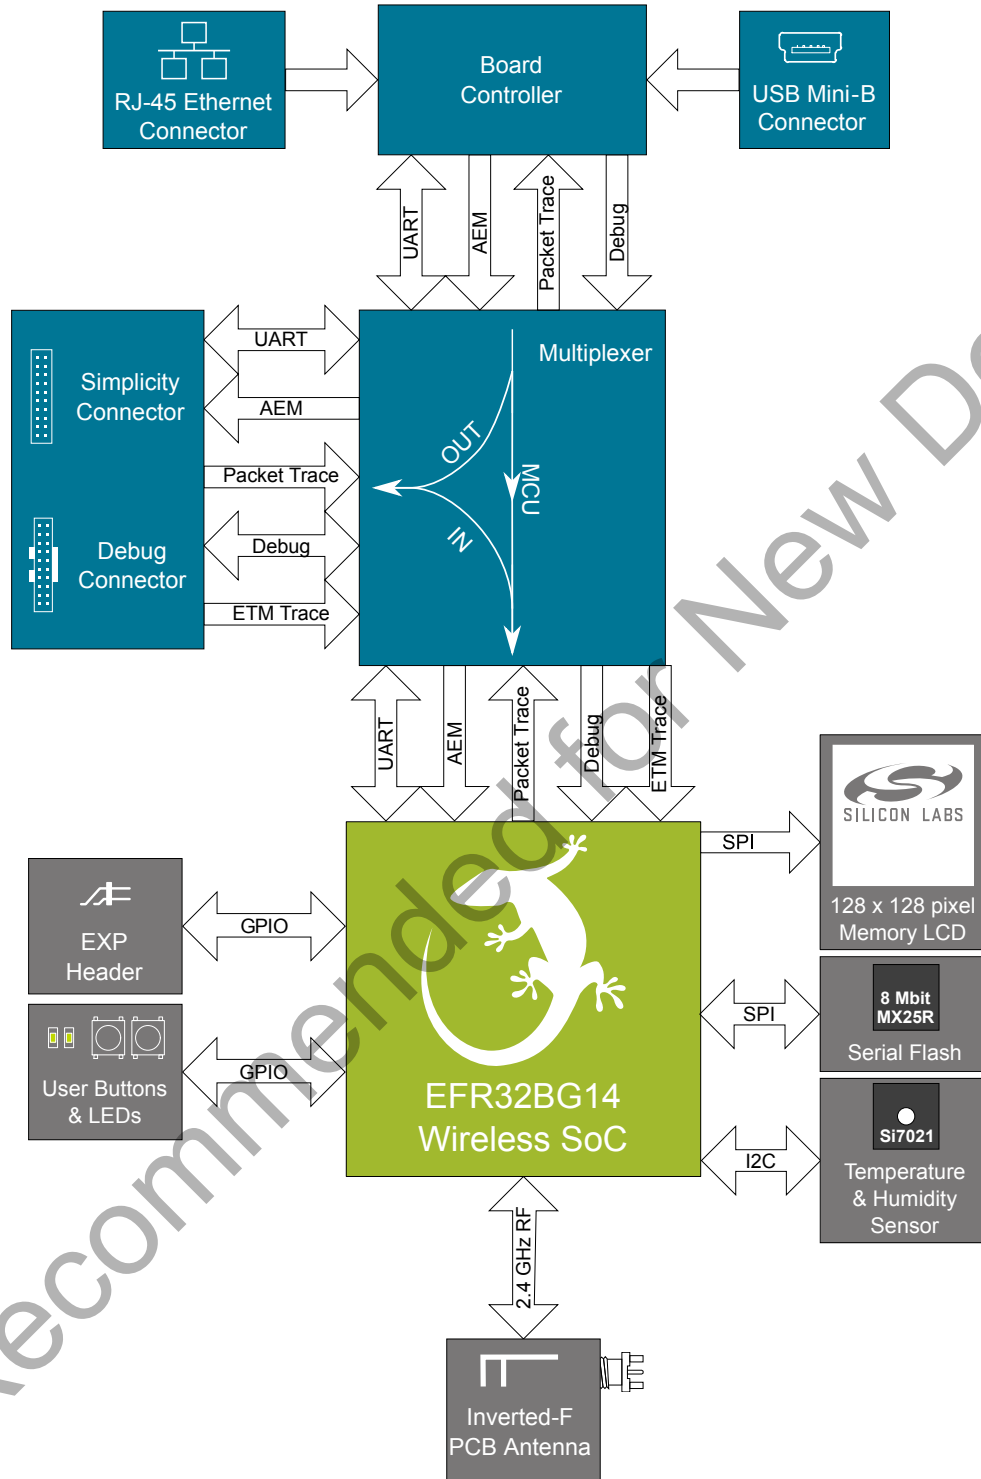 RJ-45 Ethernet
Connector
Board
Controller
USB Mini-B
Connector
UART
AEM
Packet Trace
Debug
Simplicity
Connector
Debug
Connector
UART
AEM
Packet Trace
Debug
ETM Trace
Multiplexer
OUT
MCU
IN
UART
AEM
Packet Trace
Debug
ETM Trace
EXP
Header
GPIO
User Buttons
& LEDs
GPIO
EFR32BG14
Wireless SoC
SPI
SILICON LABS
128 x 128 pixel
Memory LCD
SPI
8 Mbit
MX25R
Serial Flash
I2C
Si7021
Temperature
& Humidity
Sensor
2.4 GHz RF
Inverted-F
PCB Antenna
Recommended for New De